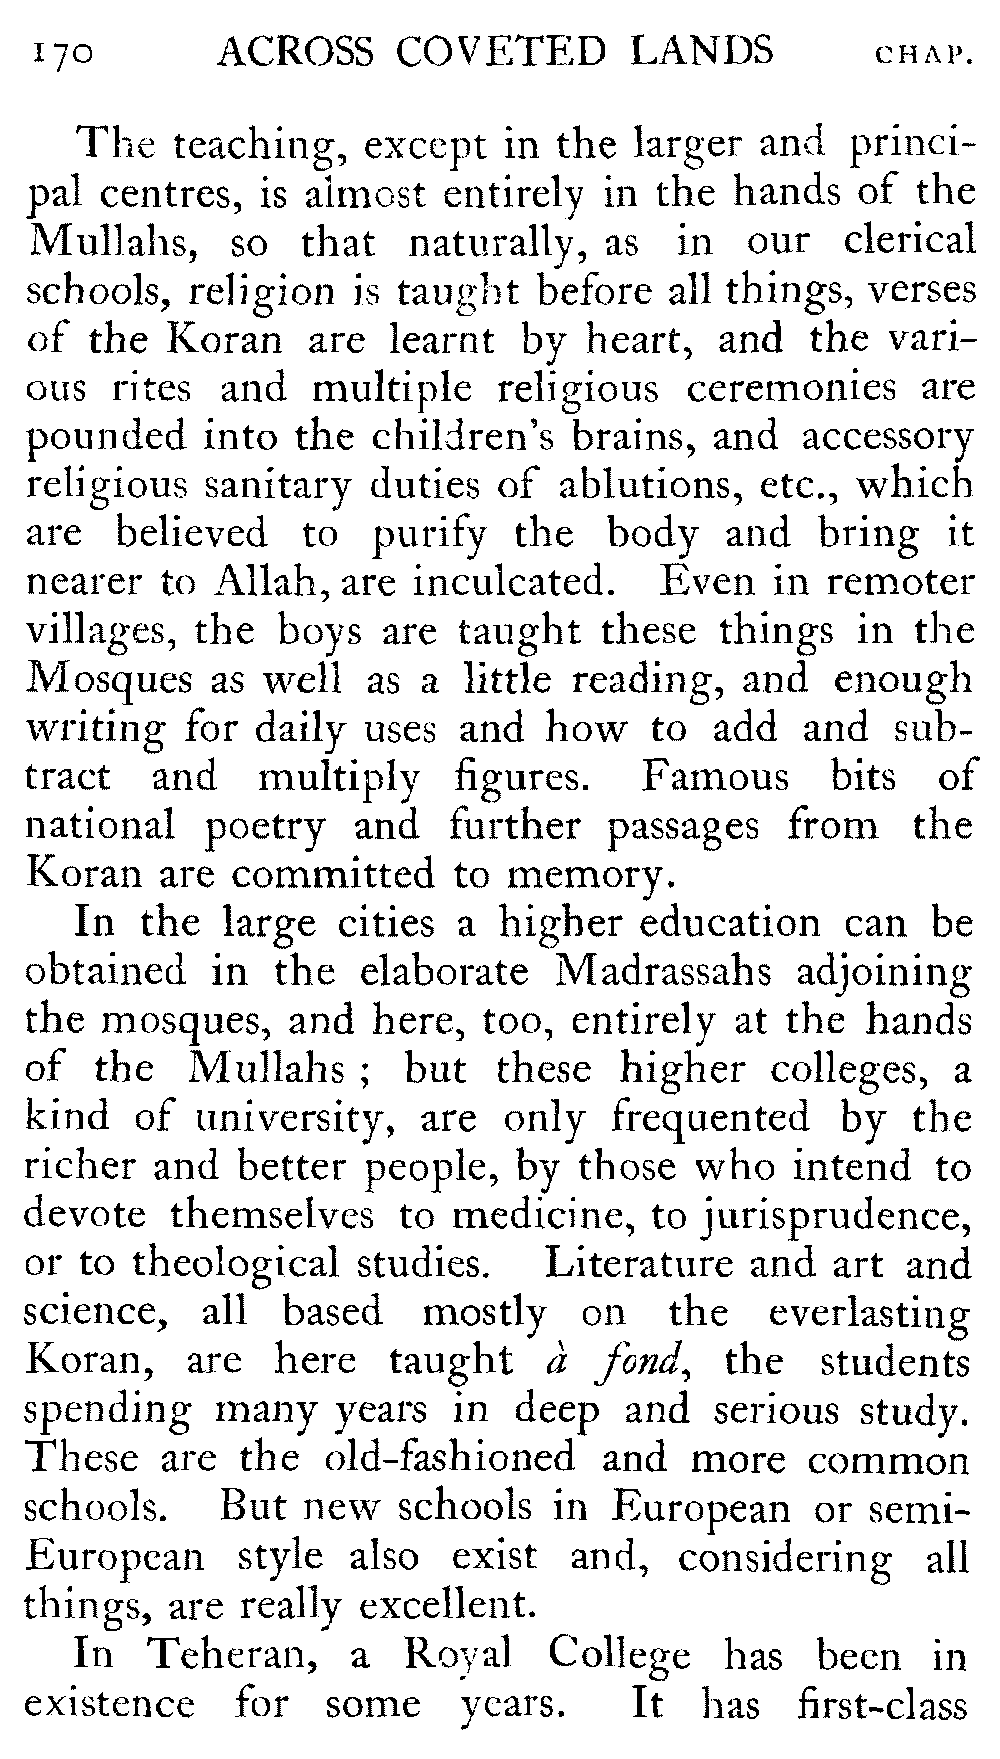 170 ACROSS COVETED LANDS CHAP.
The teaching, except in the larger and princi-
pal centres, is almost entirely in the hands of the
Mullahs, so that naturally, as in our clerical
schools, religion is taught before all things, verses
of the Koran are learnt by heart, and the vari-
ous rites and multiple religious ceremonies are
pounded into the children's brains, and accessory
religious sanitary duties of ablutions, etc., which
are believed to purify the body and bring it
nearer to Allah, are inculcated. Even in remoter
villages, the boys are taught these things in the
Mosques as well as a little reading, and enough
writing for daily uses and how to add and sub-
tract and multiply figures. Famous bits of
national poetry and further passages from the
Koran are committed to memory.
In the large cities a higher education can be
obtained in the elaborate Madrassahs adjoining
the mosques, and here, too, entirely at the hands
of the Mullahs ; but these higher colleges, a
kind of university, are only frequented by the
richer and better people, by those who intend to
devote themselves to medicine, to jurisprudence,
or to theological studies. Literature and art and
science, all based mostly on the everlasting
Koran, are here taught à fond, the students
spending many years in deep and serious study.
These are the old-fashioned and more common
schools. But new schools in European or semi-
European style also exist and, considering all
things, are really excellent.
In Teheran, a Royal College has been in
existence for some years. It has first-class